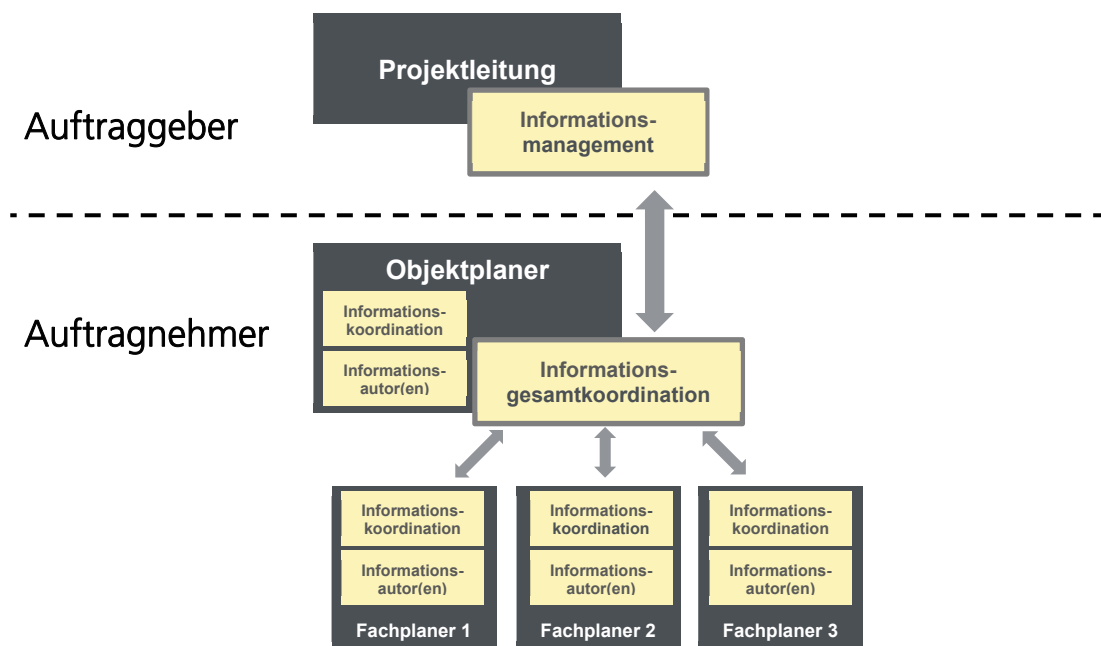 Projektleitung
Auftraggeber
Informations-
management
Objektplaner
Auftragnehmer
Informations-
koordination
Informations-
autor(en)
Informations-
gesamtkoordination
Informations-
koordination
Informations-
autor(en)
Fachplaner 1
Informations-
koordination
Informations-
autor(en)
Fachplaner 2
Informations-
koordination
Informations-
autor(en)
Fachplaner 3